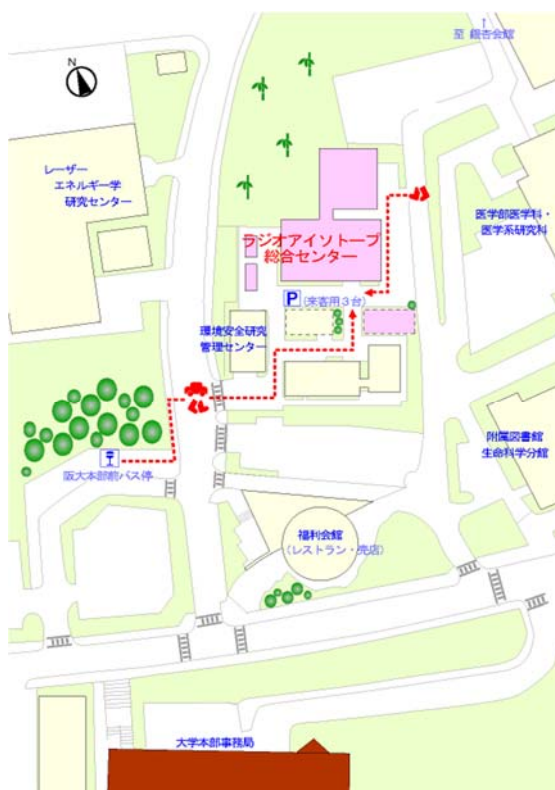 ↑
至 銀杏会館
N
レーザー
エネルギー学
研究センター
医学部医学科・
医学系研究科
ラジオアイソトープ
総合センター
P
(来客用3台)
環境安全研究
管理センター
附属図書館
生命科学分館
阪大本部前バス停
福利会館
(レストラン・売店)
大学本部事務局